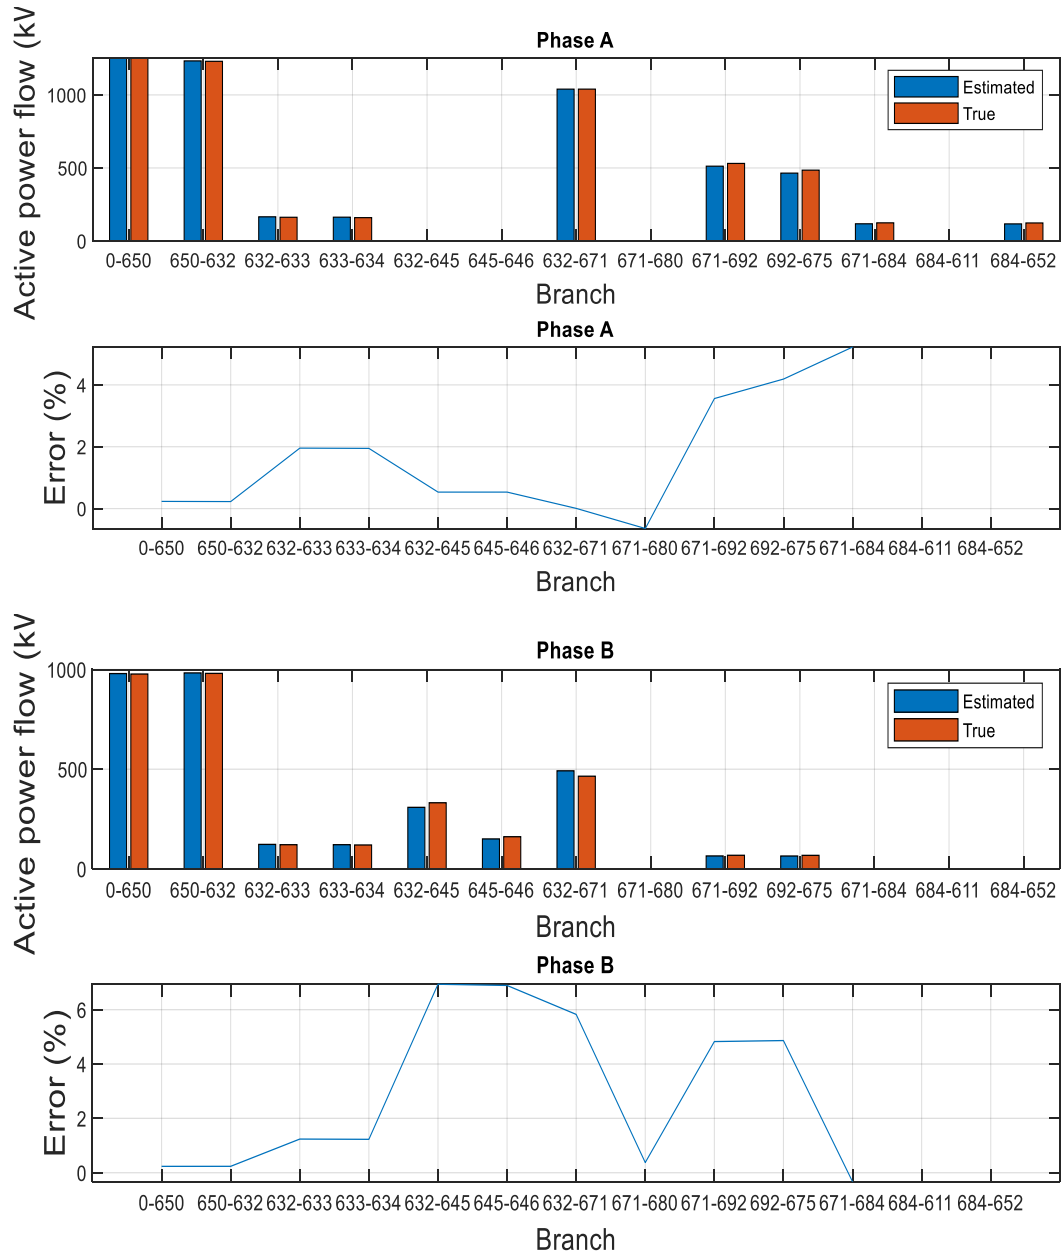 Phase A
Active power flow (kV
1000
500
0
Estimated
True
0-650 650-632 632-633 633-634 632-645 645-646 632-671 671-680 671-692 692-675 671-684 684-611 684-652
Branch
Phase A
Error (%)
4
2
0
0-650 650-632 632-633 633-634 632-645 645-646 632-671 671-680 671-692 692-675 671-684 684-611 684-652
Branch
Phase B
Active power flow (kV
1000
500
0
Estimated
True
0-650 650-632 632-633 633-634 632-645 645-646 632-671 671-680 671-692 692-675 671-684 684-611 684-652
Branch
Phase B
Error (%)
6
4
2
0
0-650 650-632 632-633 633-634 632-645 645-646 632-671 671-680 671-692 692-675 671-684 684-611 684-652
Branch